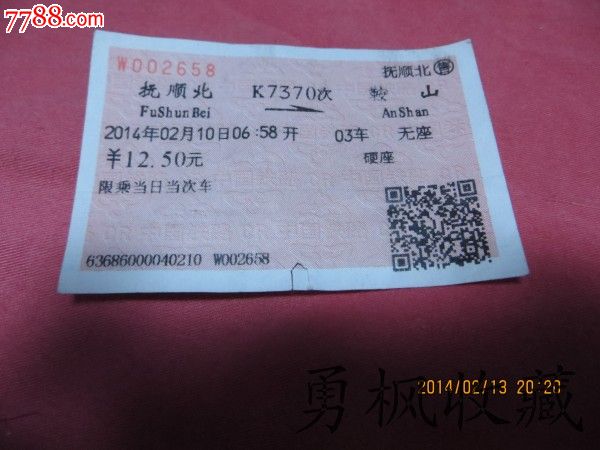 7788.com
W002658
抚顺北 售
抚顺北 K7370次 鞍山
FuShunBei AnShan
2014年02月10日06:58开 03车 无座
¥12.50元 硬座
限乘当日当次车
63686000040210 W002658
2014/02/13 20:20
勇枫收藏